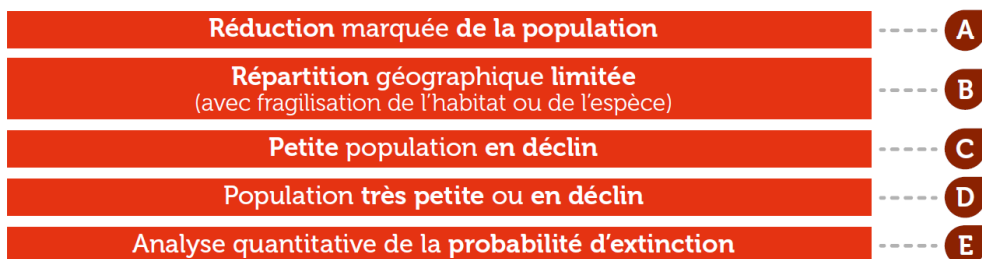 Réduction marquée de la population
A
Répartition géographique limitée
(avec fragilisation de l'habitat ou de l'espèce)
B
Petite population en déclin
C
Population très petite ou en déclin
D
Analyse quantitative de la probabilité d'extinction
E